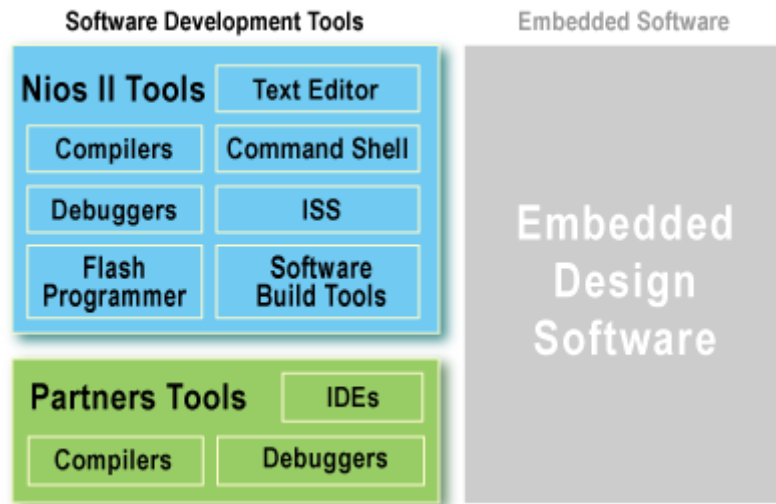 Software Development Tools
Embedded Software
Nios II Tools
Text Editor
Compilers
Command Shell
Debuggers
ISS
Flash
Programmer
Software
Build Tools
Partners Tools
IDEs
Compilers
Debuggers
Embedded
Design
Software